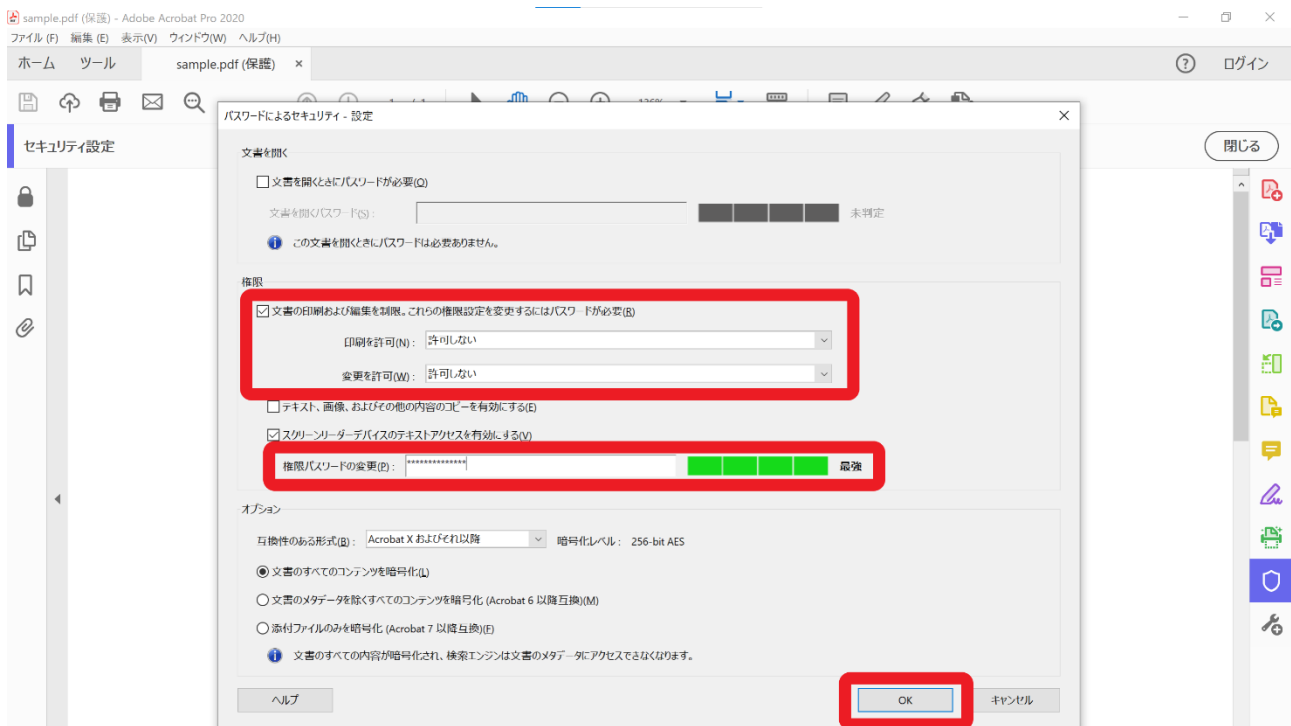 sample.pdf (保護) - Adobe Acrobat Pro 2020
ファイル (F) 編集 (E) 表示(V) ウィンドウ(W) ヘルプ(H)
ホーム ツール sample.pdf (保護) × ログイン
パスワードによるセキュリティ - 設定
セキュリティ設定 閉じる
文書を開く
文書を開くときにパスワードが必要(O)
文書を開くパスワード(S) : 未判定
この文書を開くときにパスワードは必要ありません。
権限
文書の印刷および編集を制限。これらの権限設定を変更するにはパスワードが必要(R)
印刷を許可(N) : 許可しない
変更を許可(W) : 許可しない
テキスト、画像、およびその他の内容のコピーを有効にする(E)
スクリーンリーダーデバイスのテキストアクセスを有効にする(V)
権限パスワードの変更(P) : ************** 最強
オプション
互換性のある形式(B) : Acrobat X およびそれ以降 暗号化レベル : 256-bit AES
文書のすべてのコンテンツを暗号化(L)
文書のメタデータを除くすべてのコンテンツを暗号化 (Acrobat 6 以降互換)(M)
添付ファイルのみを暗号化 (Acrobat 7 以降互換)(F)
文書のすべての内容が暗号化され、検索エンジンは文書のメタデータにアクセスできなくなります。
ヘルプ OK キャンセル